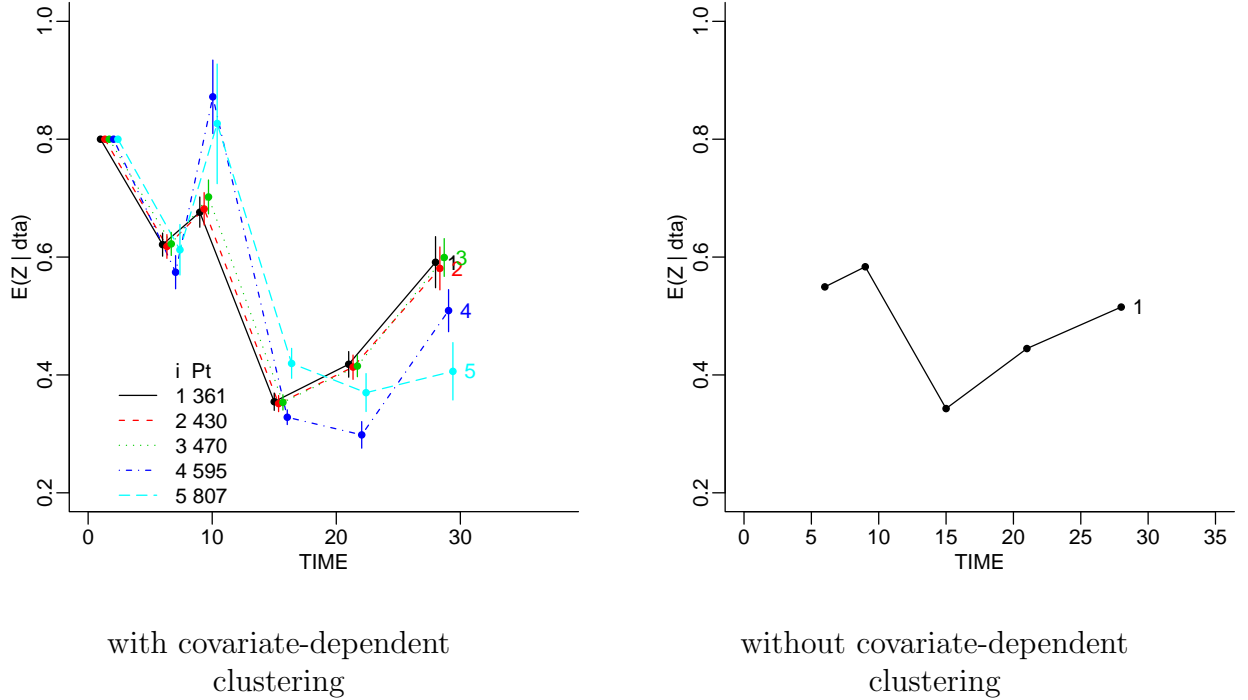 E(Z | dta)
1.0
0.8
0.6
0.4
0.2
1
2
3
4
5
i Pt
1 361
2 430
3 470
4 595
5 807
0 10 20 30
TIME
with covariate-dependent
clustering
E(Z | dta)
1.0
0.8
0.6
0.4
0.2
1
0 5 10 15 20 25 30 35
TIME
without covariate-dependent
clustering